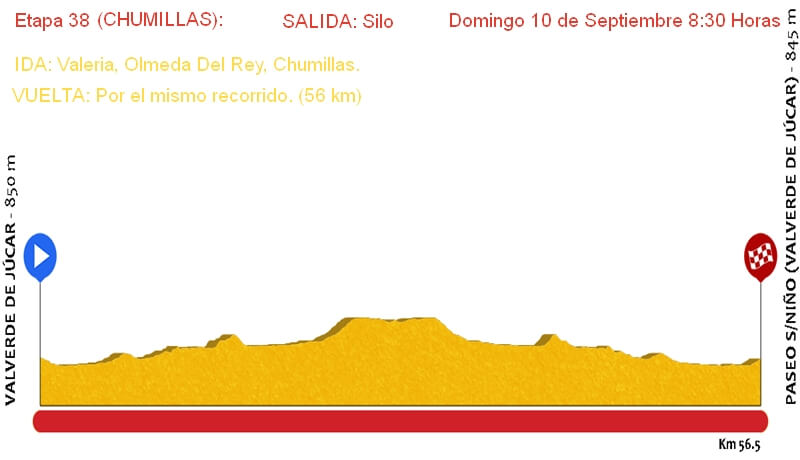 Etapa 38 (CHUMILLAS):
SALIDA: Silo
Domingo 10 de Septiembre 8:30 Horas
IDA: Valeria, Olmeda Del Rey, Chumillas.
VUELTA: Por el mismo recorrido. (56 km)
VALVERDE DE JÚCAR - 850 m
PASEO S/NIÑO (VALVERDE DE JÚCAR) - 845 m
Km 56.5